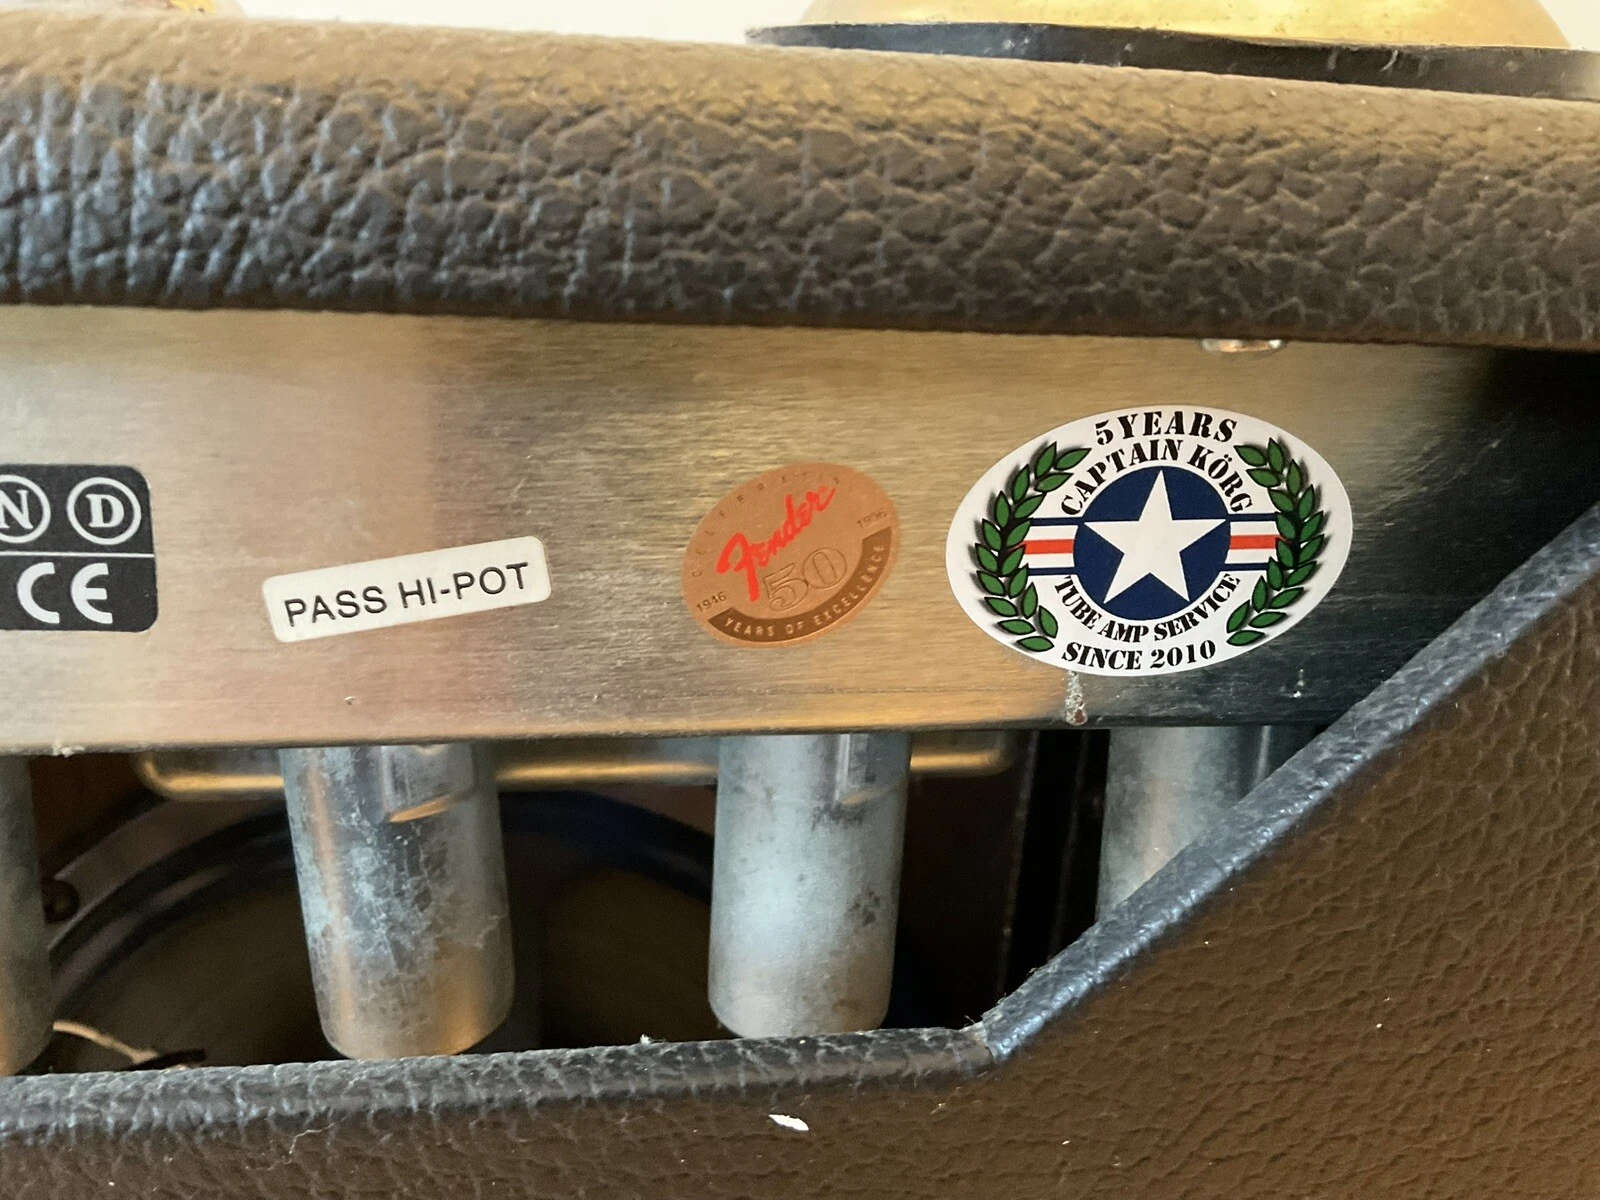 N D
CE
PASS HI-POT
CELEBRATING
Fender
1946 50 1996
YEARS OF EXCELLENCE
5 YEARS
CAPTAIN KÖRG
TUBE AMP SERVICE
SINCE 2010